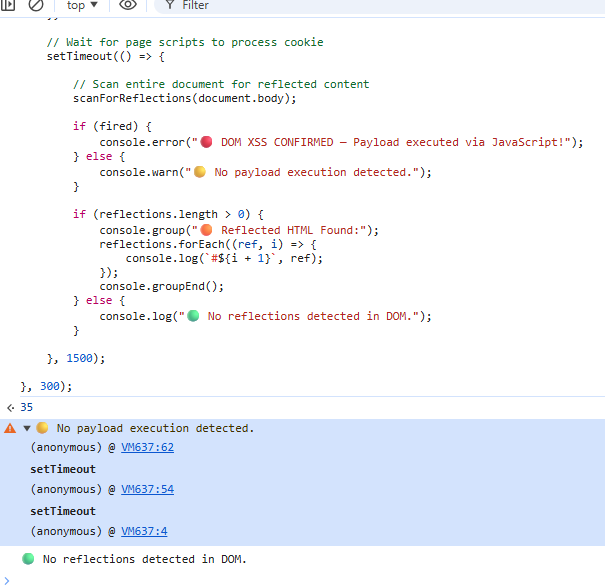 top ▼ Filter
// Wait for page scripts to process cookie
setTimeout(() => {
// Scan entire document for reflected content
scanForReflections(document.body);
if (fired) {
console.error("🔴 DOM XSS CONFIRMED — Payload executed via JavaScript!");
} else {
console.warn("🟡 No payload execution detected.");
}
if (reflections.length > 0) {
console.group("🟠 Reflected HTML Found:");
reflections.forEach((ref, i) => {
console.log(`#${i + 1}`, ref);
});
console.groupEnd();
} else {
console.log("🟢 No reflections detected in DOM.");
}
}, 1500);
}, 300);
35
🟡 No payload execution detected.
(anonymous) @ VM637:62
setTimeout
(anonymous) @ VM637:54
setTimeout
(anonymous) @ VM637:4
🟢 No reflections detected in DOM.